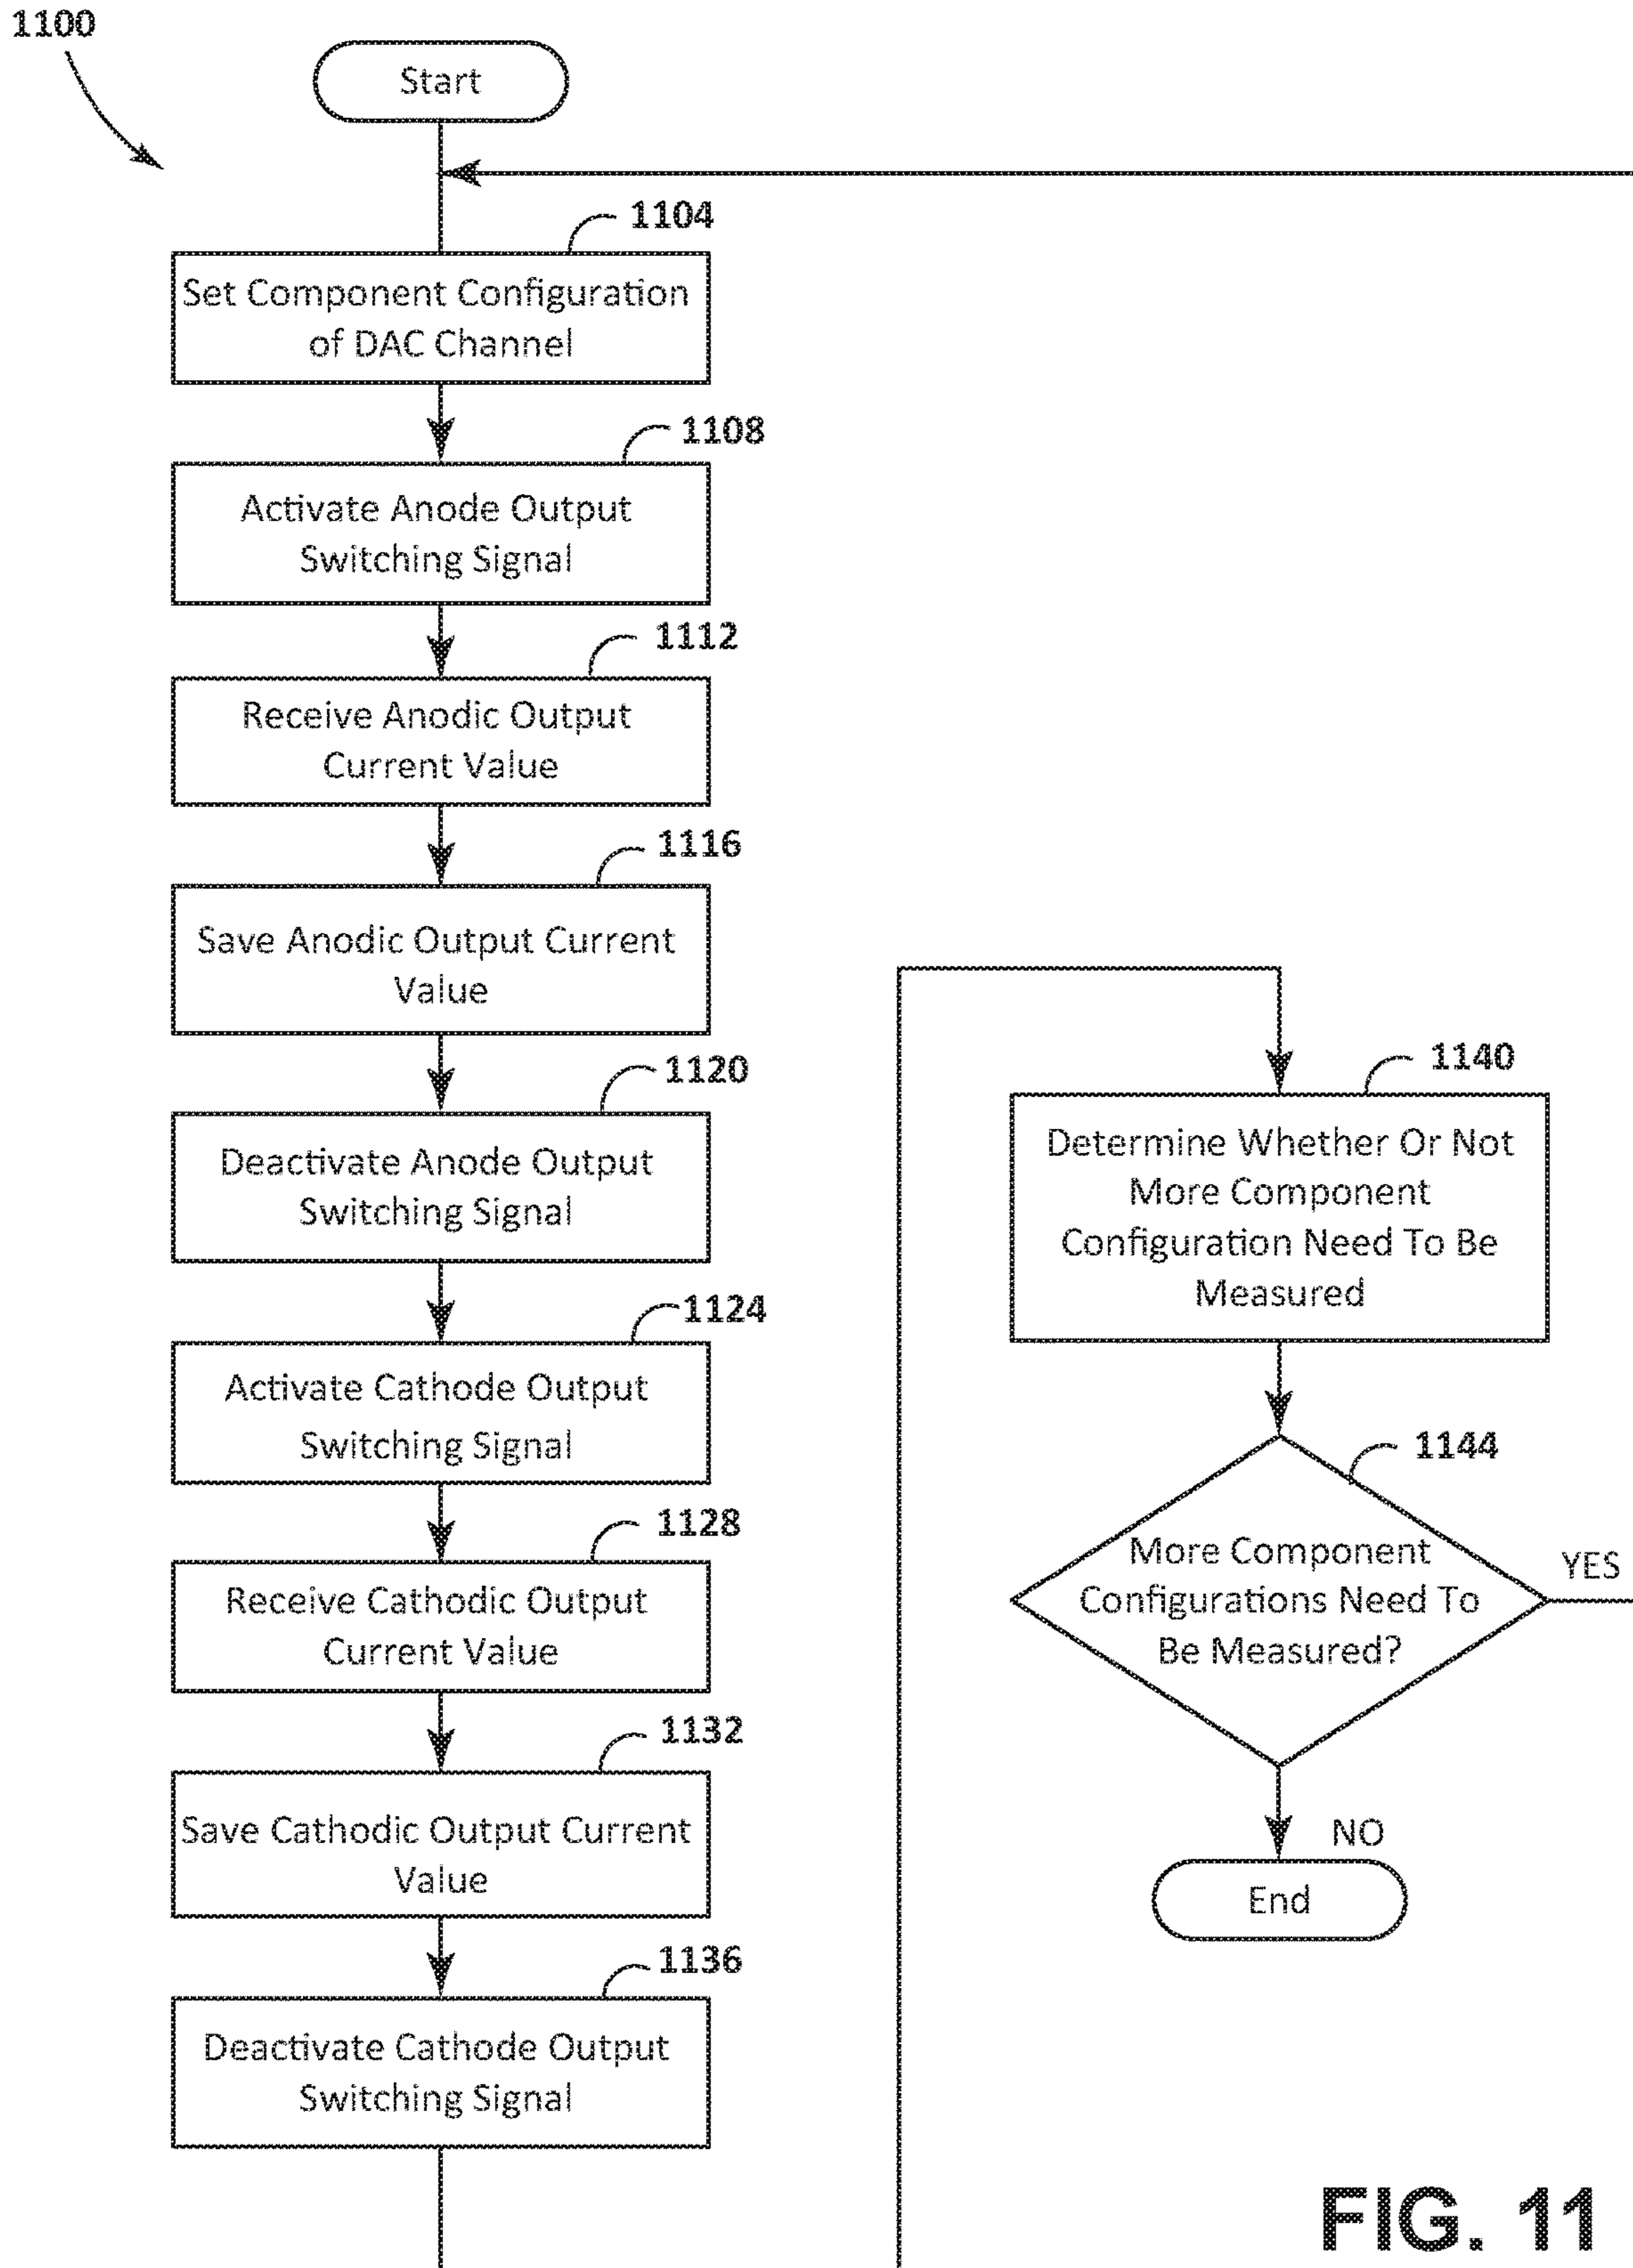 1100
Start
1104
Set Component Configuration
of DAC Channel
1108
Activate Anode Output
Switching Signal
1112
Receive Anodic Output
Current Value
1116
Save Anodic Output Current
Value
1120
Deactivate Anode Output
Switching Signal
1124
Activate Cathode Output
Switching Signal
1128
Receive Cathodic Output
Current Value
1132
Save Cathodic Output Current
Value
1136
Deactivate Cathode Output
Switching Signal
1140
Determine Whether Or Not
More Component
Configuration Need To Be
Measured
1144
More Component
Configurations Need To
Be Measured?
YES
NO
End
FIG. 11